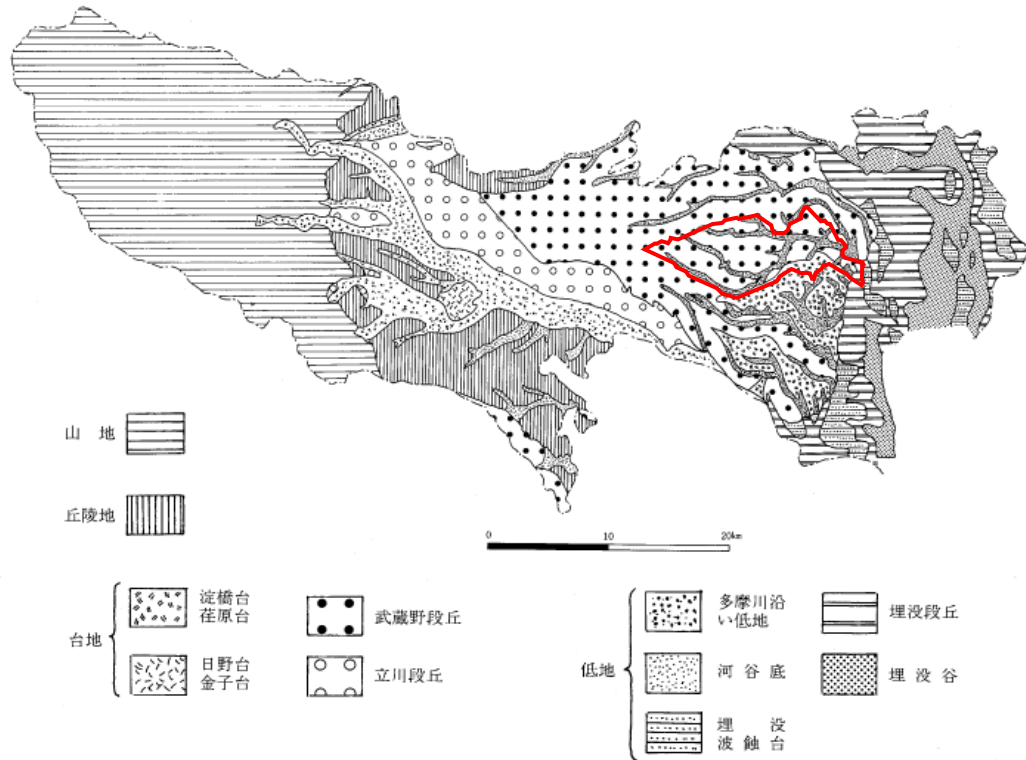 山 地
丘陵地
0 10 20km
台地
淀橋台
荏原台
武蔵野段丘
日野台
金子台
立川段丘
低地
多摩川沿
い低地
埋没段丘
河 谷 底
埋 没 谷
埋 没
波 蝕 台